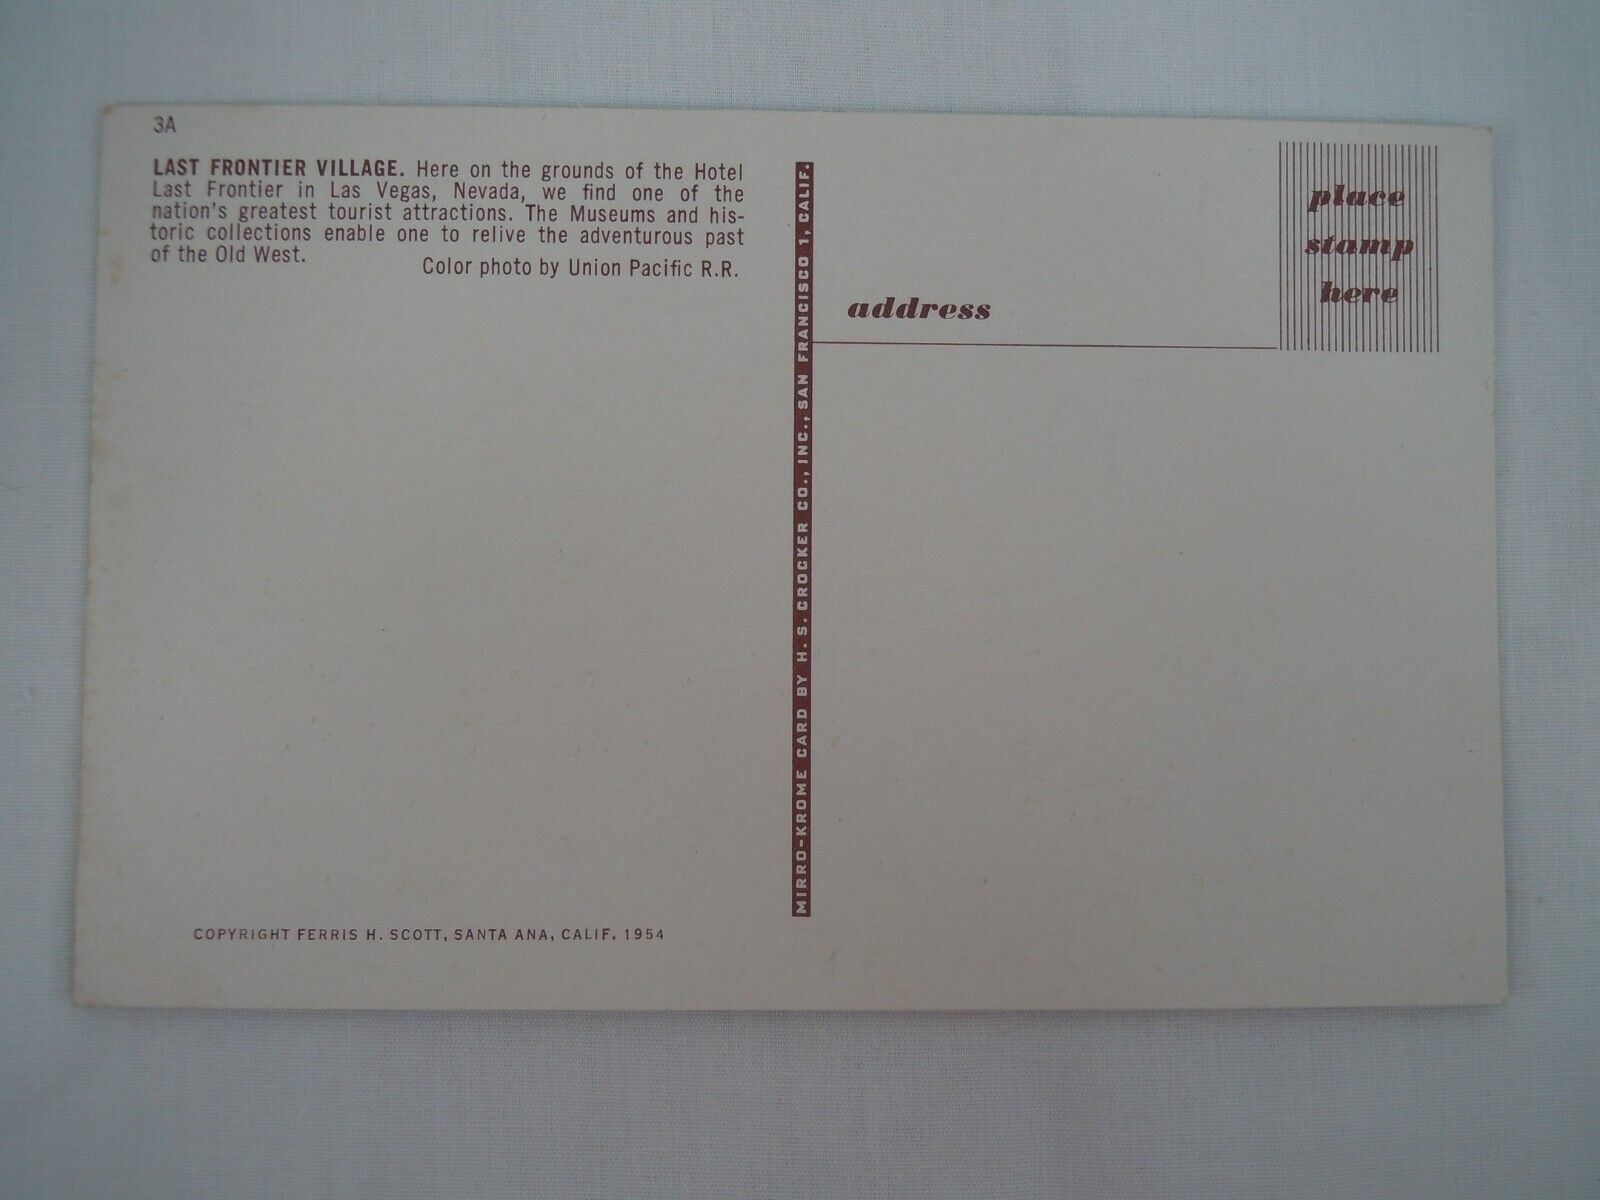 3A
LAST FRONTIER VILLAGE. Here on the grounds of the Hotel
Last Frontier in Las Vegas, Nevada, we find one of the
nation's greatest tourist attractions. The Museums and his-
toric collections enable one to relive the adventurous past
of the Old West.
Color photo by Union Pacific R.R.
COPYRIGHT FERRIS H. SCOTT, SANTA ANA, CALIF. 1954
MIRRO-KROME CARD BY H. S. CROCKER CO., INC., SAN FRANCISCO 1, CALIF.
address
place
stamp
here